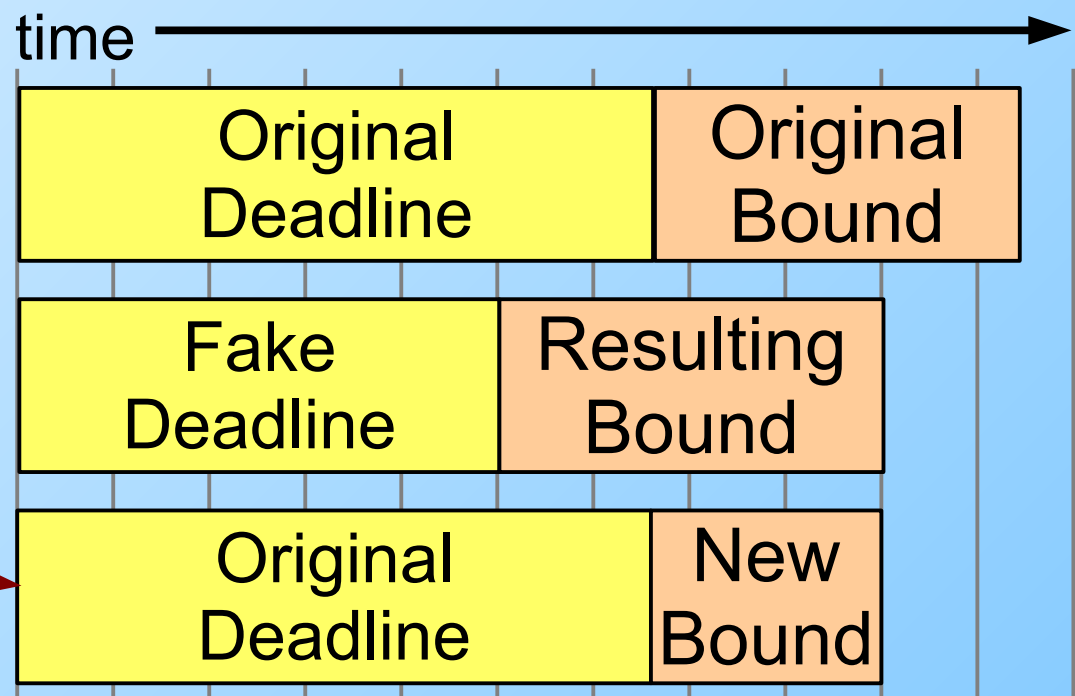 time
Original
Deadline
Original
Bound
Fake
Deadline
Resulting
Bound
Original
Deadline
New
Bound